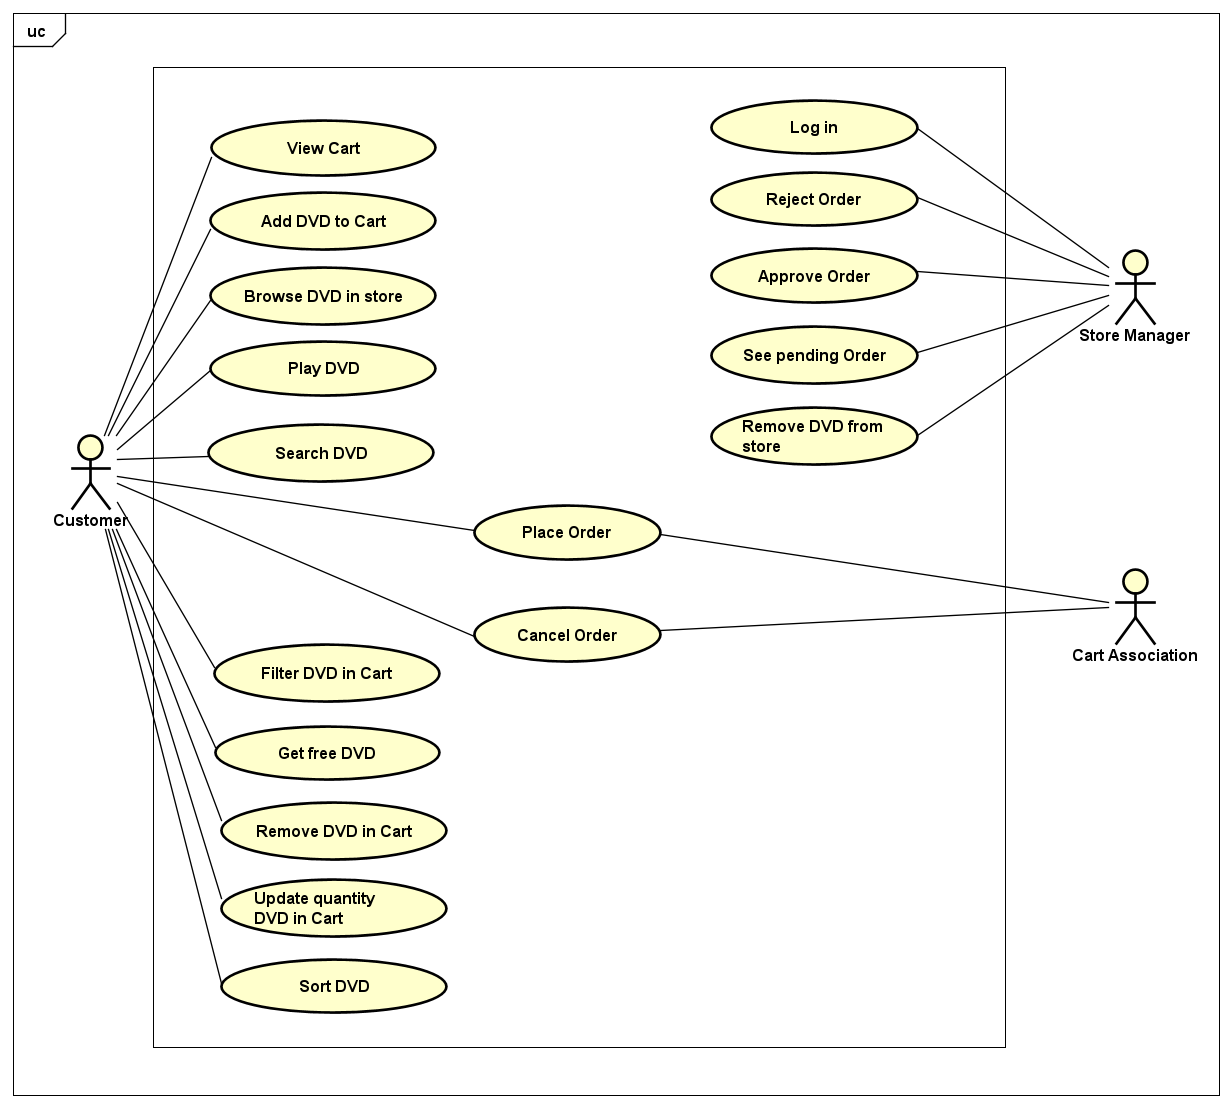 uc
View Cart
Add DVD to Cart
Browse DVD in store
Play DVD
Search DVD
Log in
Reject Order
Approve Order
See pending Order
Remove DVD from
store
Store Manager
Customer
Place Order
Cancel Order
Cart Association
Filter DVD in Cart
Get free DVD
Remove DVD in Cart
Update quantity
DVD in Cart
Sort DVD